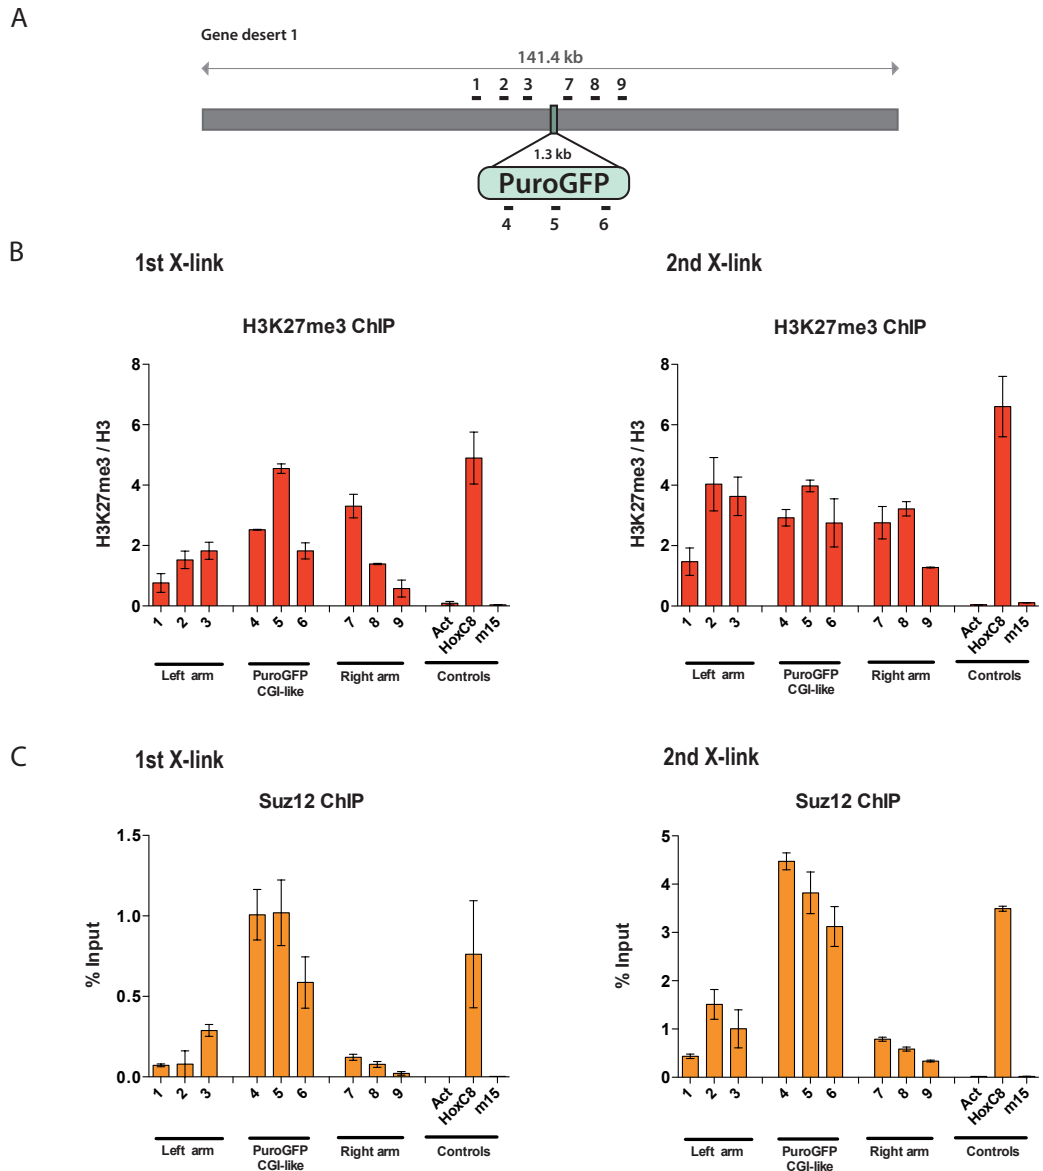 A
Gene desert 1
141.4 kb
1 2 3 7 8 9
1.3 kb
PuroGFP
4 5 6
B
1st X-link
2nd X-link
H3K27me3 ChIP
H3K27me3 ChIP
H3K27me3 / H3
8
6
4
2
0
1 2 3 4 5 6 7 8 9 Act HoxC8 m15
Left arm
PuroGFP
CGI-like
Right arm
Controls
H3K27me3 / H3
8
6
4
2
0
1 2 3 4 5 6 7 8 9 Act HoxC8 m15
Left arm
PuroGFP
CGI-like
Right arm
Controls
C
1st X-link
2nd X-link
Suz12 ChIP
Suz12 ChIP
% Input
1.5
1.0
0.5
0.0
1 2 3 4 5 6 7 8 9 Act HoxC8 m15
Left arm
PuroGFP
CGI-like
Right arm
Controls
% Input
5
4
3
2
1
0
1 2 3 4 5 6 7 8 9 Act HoxC8 m15
Left arm
PuroGFP
CGI-like
Right arm
Controls